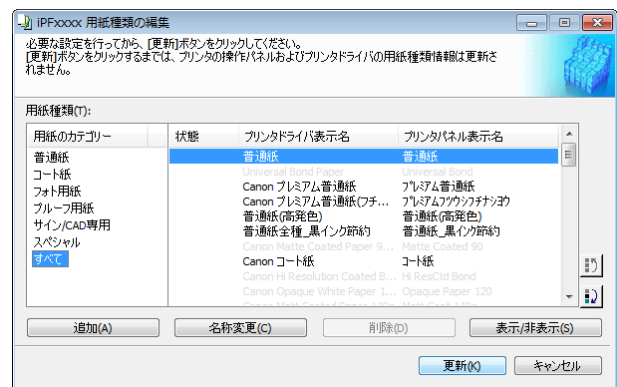 iPFxxxx 用紙種類の編集
必要な設定を行ってから、[更新]ボタンをクリックしてください。
[更新]ボタンをクリックするまでは、プリンタの操作パネルおよびプリンタドライバの用紙種類情報は更新さ
れません。
用紙種類(T):
用紙のカテゴリー 状態 プリンタドライバ表示名 プリンタパネル表示名
普通紙
コート紙
フォト用紙
プルーフ用紙
サイン/CAD専用
スペシャル
すべて
普通紙 普通紙
Universal Bond Paper Universal Bond
Canon プレミアム普通紙 プレミアム普通紙
Canon プレミアム普通紙(フチ... プレミアムフツウシフチナシヨウ
普通紙(高発色) 普通紙(高発色)
普通紙全種_黒インク節約 普通紙_黒インク節約
Canon Matte Coated Paper 9... Matte Coated 90
Canon コート紙 コート紙
Canon Hi Resolution Coated B... Hi ResCtd Bond
Canon Opaque White Paper 1... Opaque Paper 120
追加(A) 名称変更(C) 削除(D) 表示/非表示(S)
更新(K) キャンセル